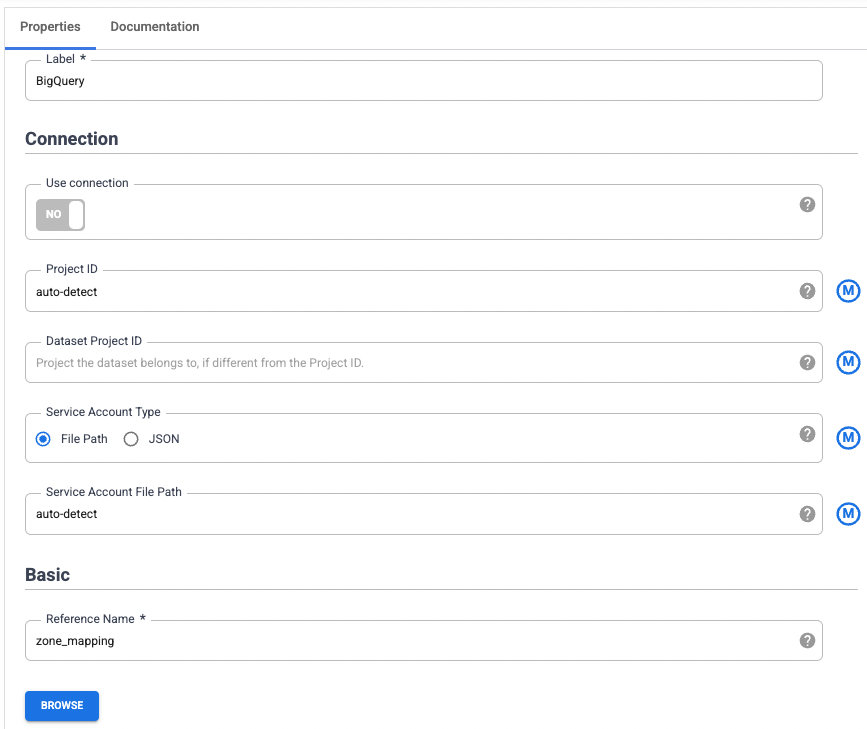 Properties Documentation
Label *
BigQuery
Connection
Use connection
NO
?
Project ID
auto-detect
? M
Dataset Project ID
Project the dataset belongs to, if different from the Project ID.
? M
Service Account Type
File Path JSON
? M
Service Account File Path
auto-detect
? M
Basic
Reference Name *
zone_mapping
?
BROWSE